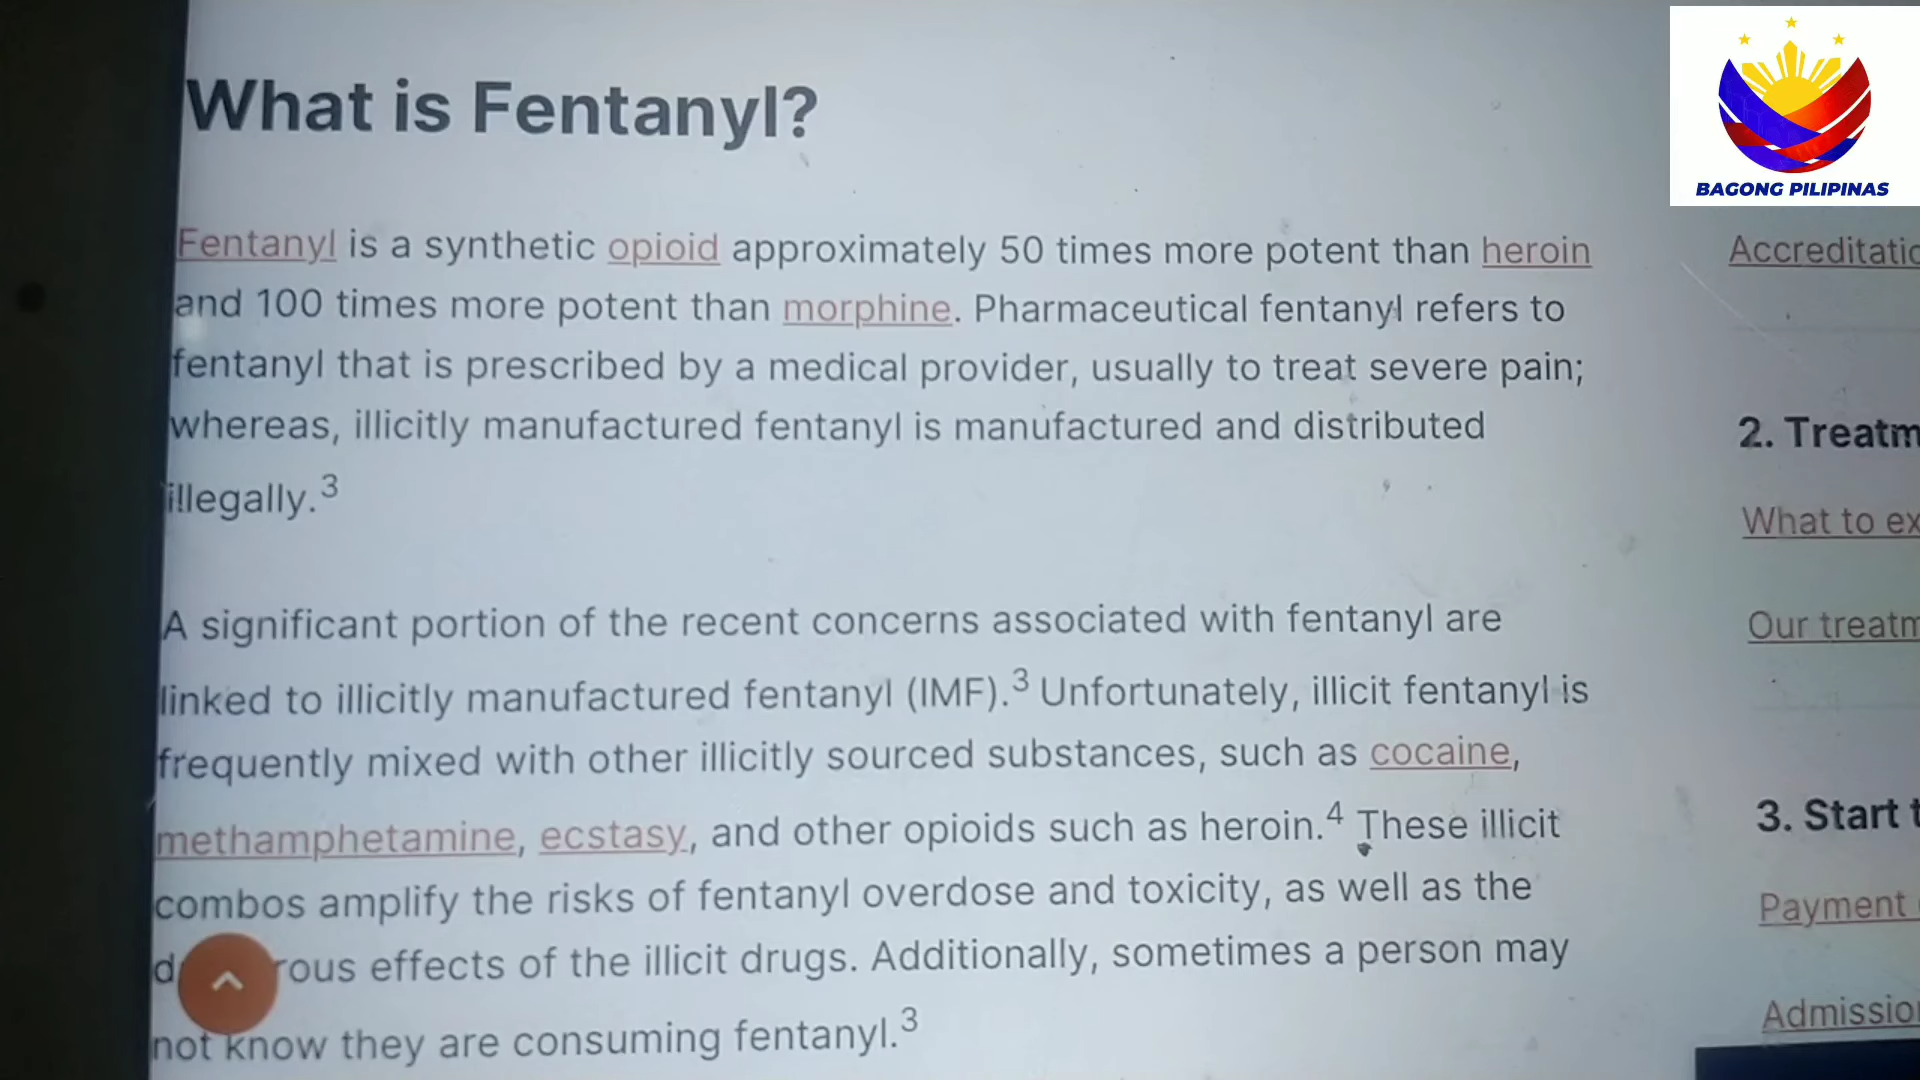 What is Fentanyl?
BAGONG PILIPINAS
Fentanyl is a synthetic opioid approximately 50 times more potent than heroin
and 100 times more potent than morphine. Pharmaceutical fentanyl refers to
fentanyl that is prescribed by a medical provider, usually to treat severe pain;
whereas, illicitly manufactured fentanyl is manufactured and distributed
illegally.3
A significant portion of the recent concerns associated with fentanyl are
linked to illicitly manufactured fentanyl (IMF).3 Unfortunately, illicit fentanyl is
frequently mixed with other illicitly sourced substances, such as cocaine,
methamphetamine, ecstasy, and other opioids such as heroin.4 These illicit
combos amplify the risks of fentanyl overdose and toxicity, as well as the
effects of the illicit drugs. Additionally, sometimes a person may
not know they are consuming fentanyl.3
2.
What to
Our
3. Start
Payment